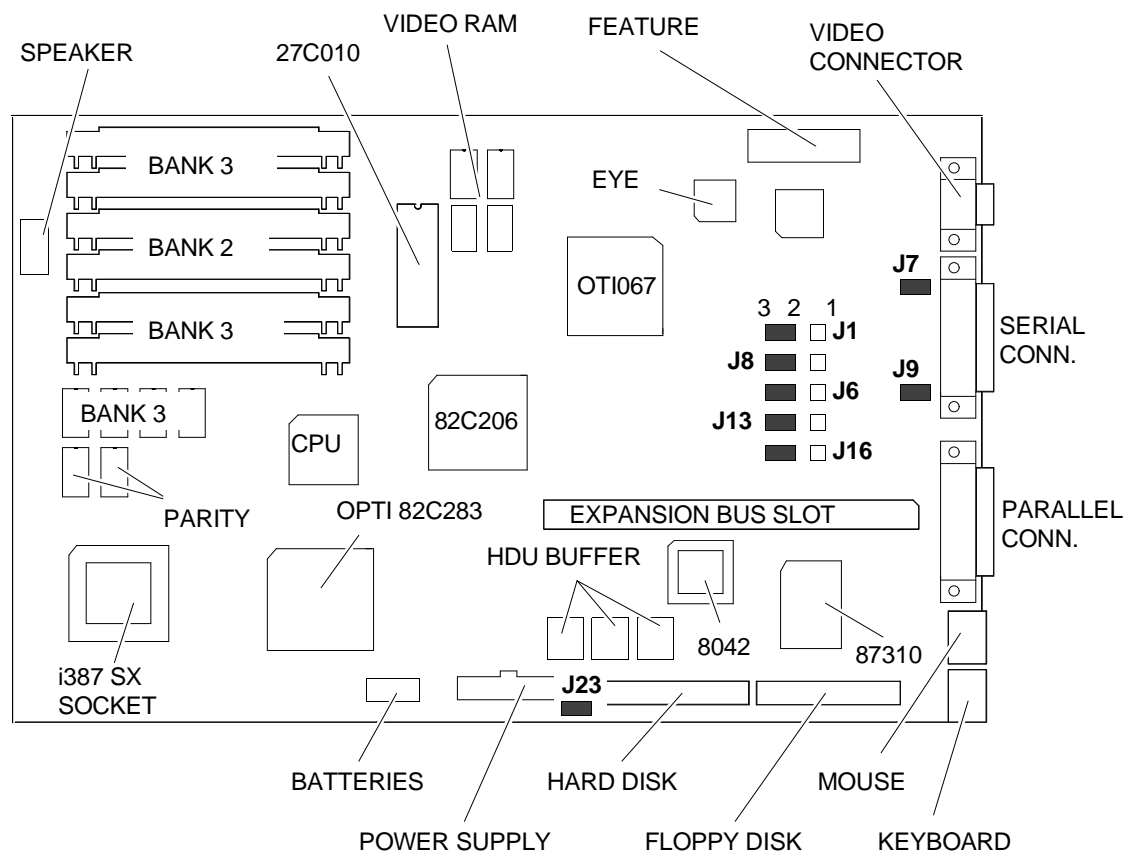 VIDEO RAM
FEATURE
VIDEO
CONNECTOR
SPEAKER
27C010
BANK 3
EYE
BANK 2
OTI067
J7
3 2 1
BANK 3
J1
SERIAL
CONN.
J8
J9
J6
BANK 3
CPU
82C206
J13
J16
PARITY
OPTI 82C283
EXPANSION BUS SLOT
PARALLEL
CONN.
HDU BUFFER
8042
87310
i387 SX
SOCKET
J23
BATTERIES
HARD DISK
MOUSE
POWER SUPPLY
FLOPPY DISK
KEYBOARD